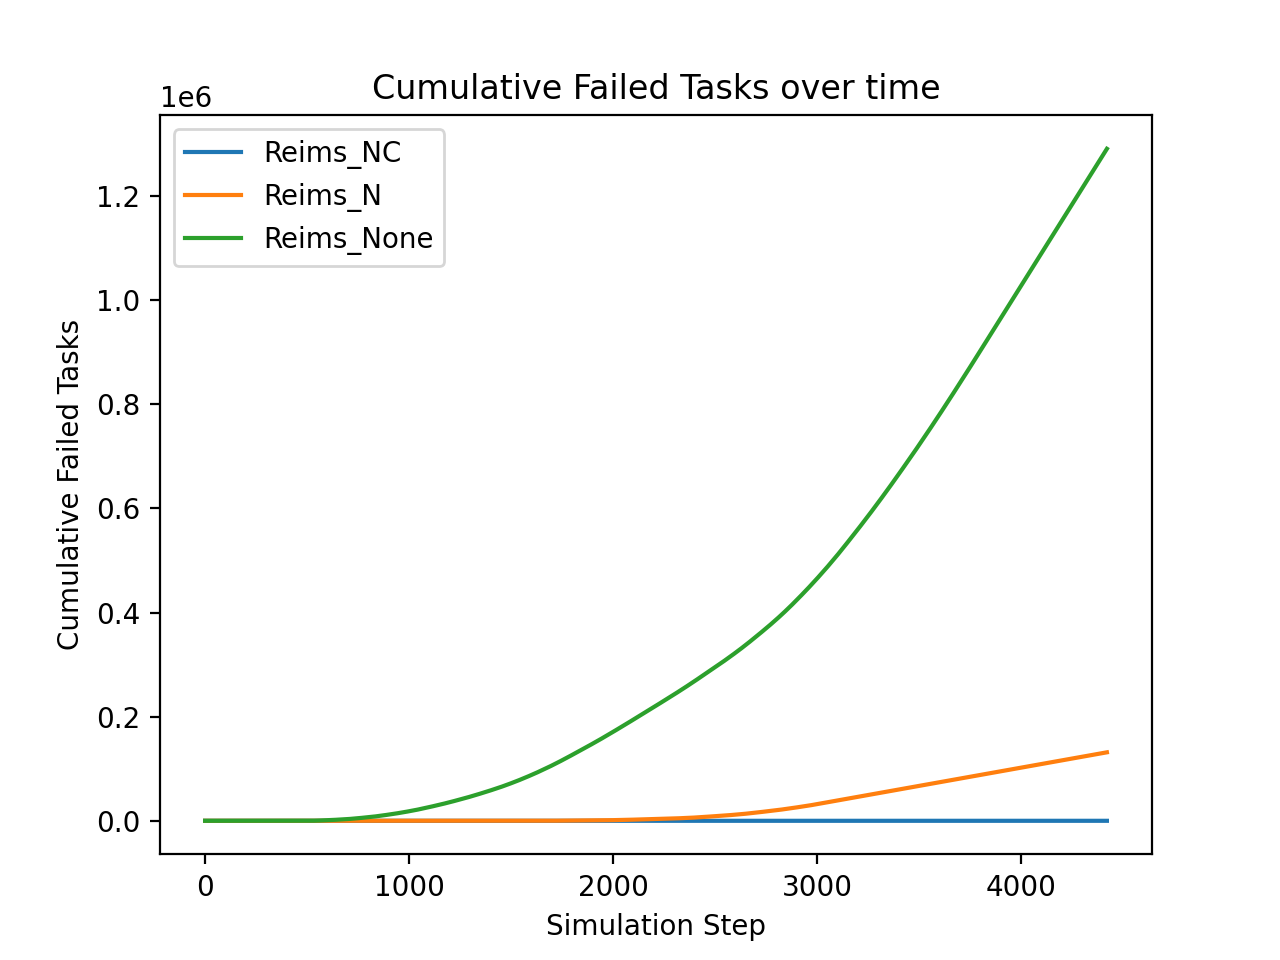 Cumulative Failed Tasks over time
1e6
Reims_NC
Reims_N
Reims_None
1.2
1.0
0.8
0.6
0.4
0.2
0.0
Cumulative Failed Tasks
0 1000 2000 3000 4000
Simulation Step